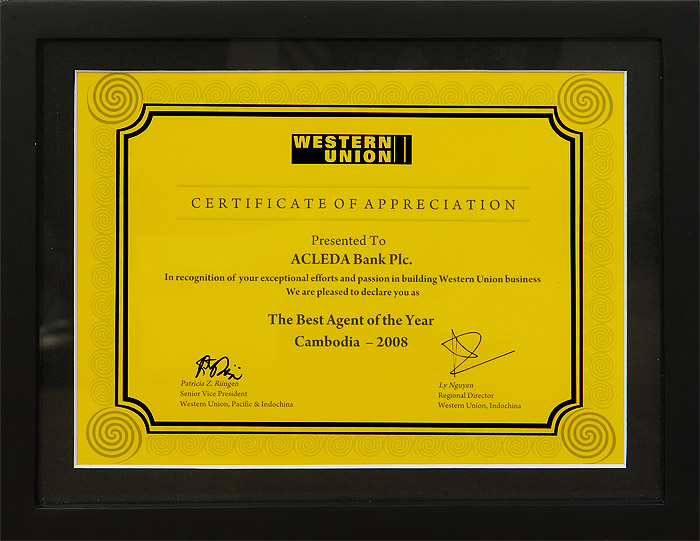 WESTERN
UNION
CERTIFICATE OF APPRECIATION
Presented To
ACLEDA Bank Plc.
In recognition of your exceptional efforts and passion in building Western Union business
We are pleased to declare you as
The Best Agent of the Year
Cambodia – 2008
Patricia Z. Riingen
Senior Vice President
Western Union, Pacific & Indochina
Ly Nguyen
Regional Director
Western Union, Indochina